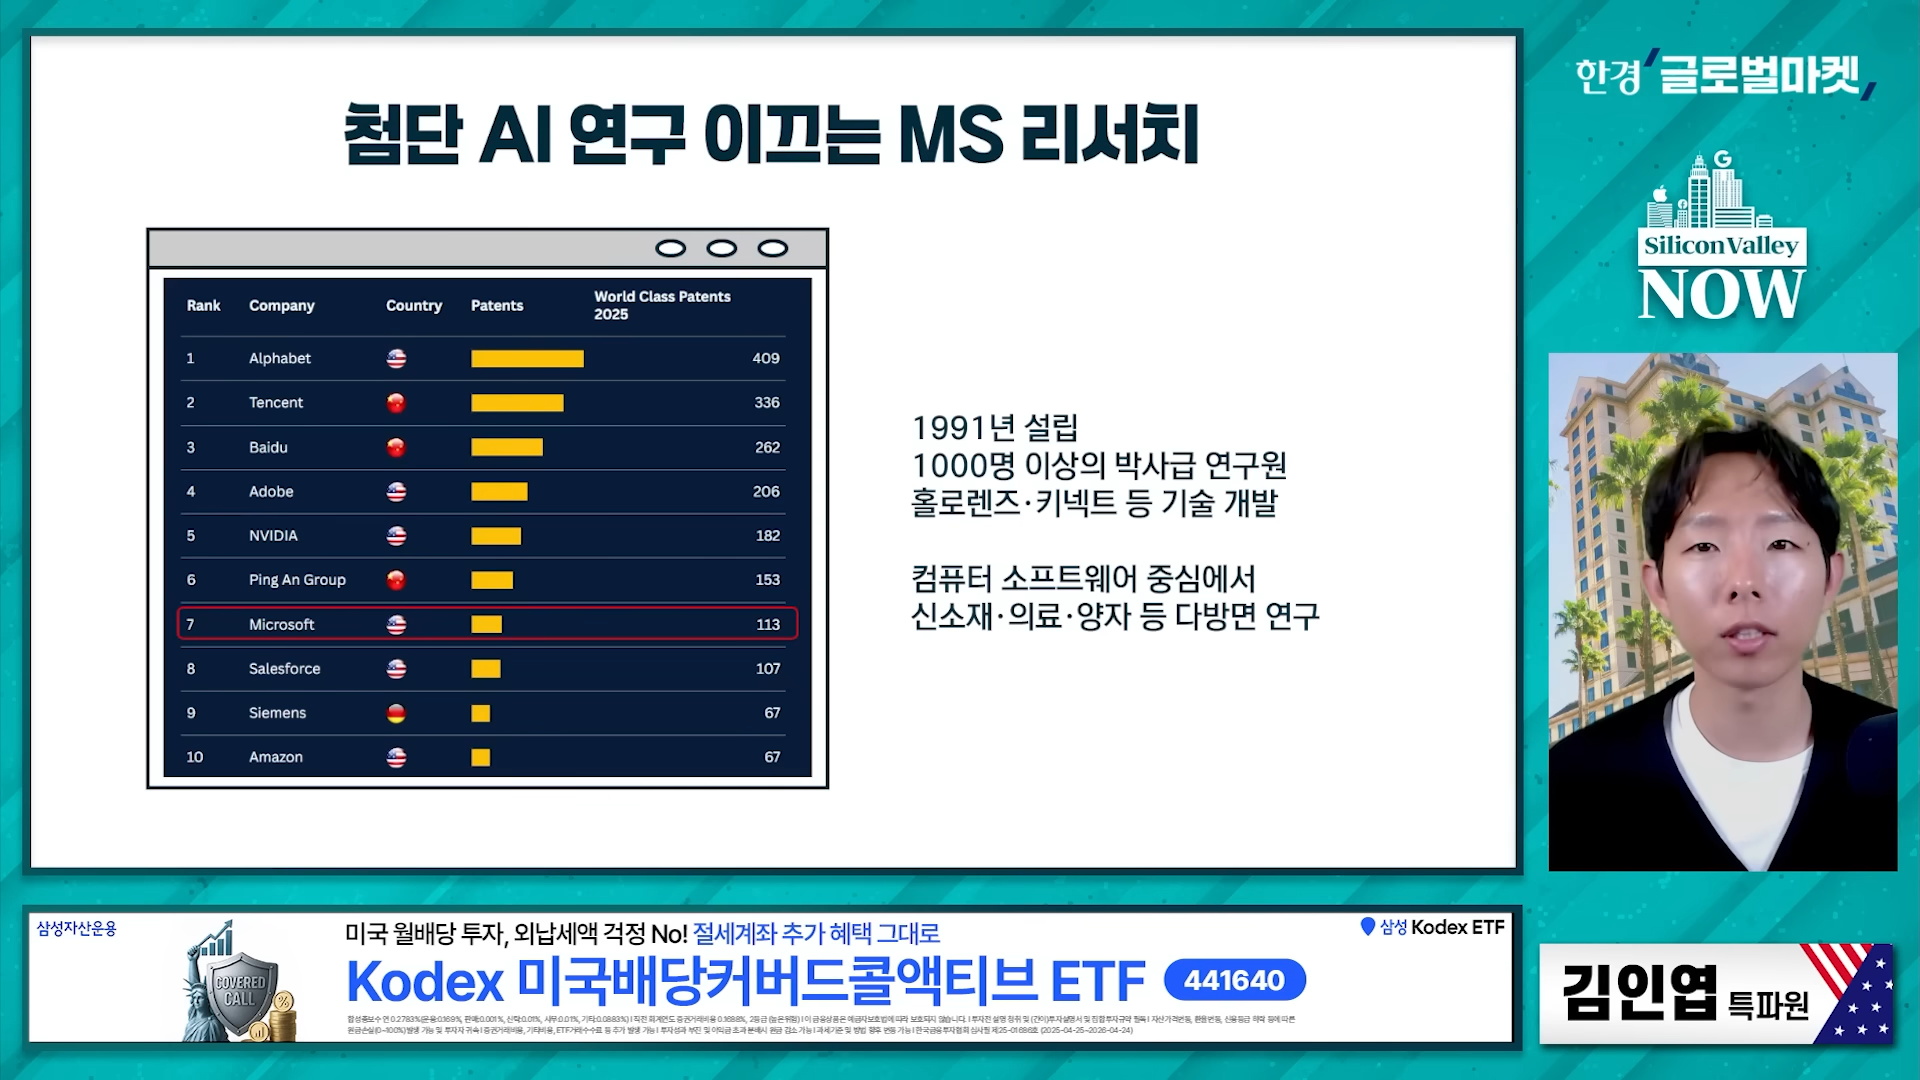 첨단 AI 연구 이끄는 MS 리서치
Rank Company Country Patents World Class Patents 2025
1 Alphabet 409
2 Tencent 336
3 Baidu 262
4 Adobe 206
5 NVIDIA 182
6 Ping An Group 153
7 Microsoft 113
8 Salesforce 107
9 Siemens 67
10 Amazon 67
1991년 설립
1000명 이상의 박사급 연구원
홀로렌즈·키넥트 등 기술 개발
컴퓨터 소프트웨어 중심에서
신소재·의료·양자 등 다방면 연구
한경 글로벌마켓
G
SiliconValley
NOW
삼성자산운용
COVERED
CALL
%
미국 월배당 투자, 외납세액 걱정 No! 절세계좌 추가 혜택 그대로
Kodex 미국배당커버드콜액티브 ETF 441640
삼성 Kodex ETF
김인엽 특파원